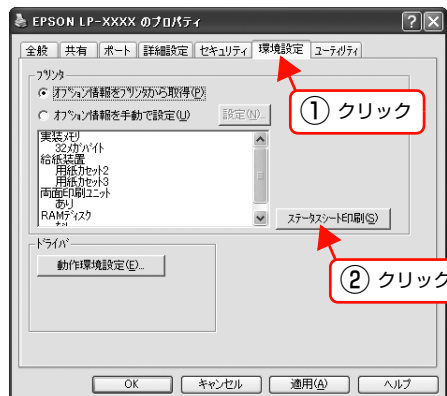 EPSON LP-XXXX のプロパティ
全般 共有 ポート 詳細設定 セキュリティ 環境設定 ユーティリティ
プリンタ
オプション情報をプリンタから取得(P)
オプション情報を手動で設定(U) 設定(N)...
① クリック
実装メモリ
32メガバイト
給紙装置
用紙カセット2
用紙カセット3
両面印刷ユニット
あり
RAMディスク
ステータスシート印刷(S)
ドライバ
動作環境設定(E)...
② クリック
OK キャンセル 適用(A) ヘルプ